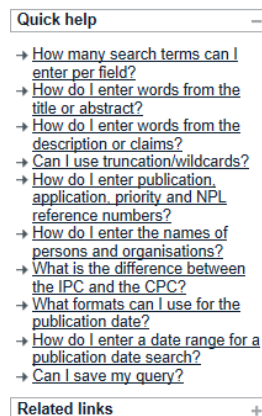 Quick help
→ How many search terms can I
enter per field?
→ How do I enter words from the
title or abstract?
→ How do I enter words from the
description or claims?
→ Can I use truncation/wildcards?
→ How do I enter publication,
application, priority and NPL
reference numbers?
→ How do I enter the names of
persons and organisations?
→ What is the difference between
the IPC and the CPC?
→ What formats can I use for the
publication date?
→ How do I enter a date range for a
publication date search?
→ Can I save my query?
Related links